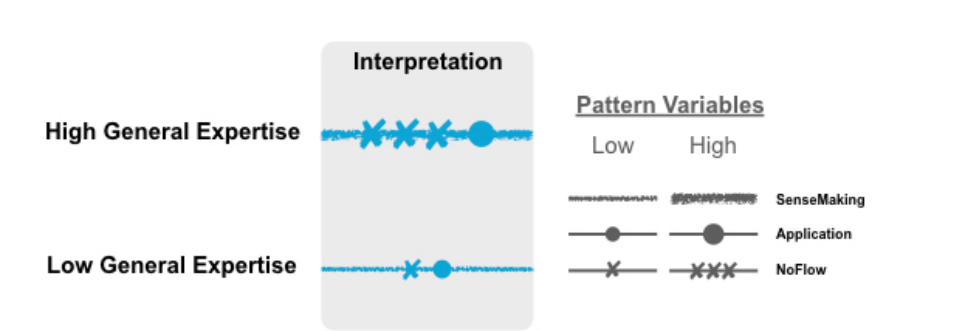 Interpretation
High General Expertise
Low General Expertise
Pattern Variables
Low High
SenseMaking
Application
NoFlow